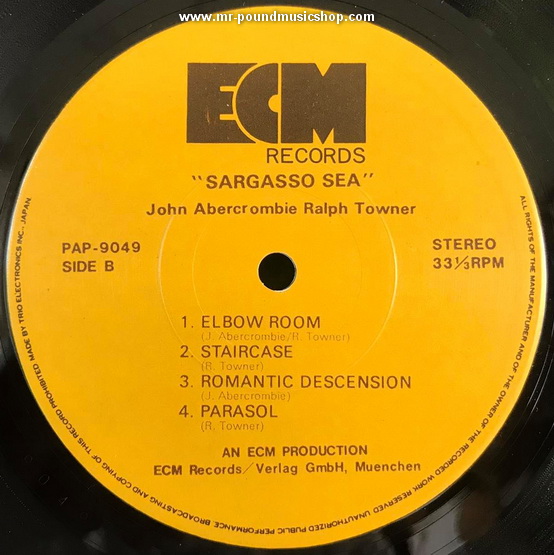 www.mr-poundmusicshop.com
ECM
RECORDS
"SARGASSO SEA"
John Abercrombie Ralph Towner
PAP-9049
SIDE B
STEREO
33⅓RPM
1. ELBOW ROOM
(J. Abercrombie/R. Towner)
2. STAIRCASE
(R. Towner)
3. ROMANTIC DESCENSION
(J. Abercrombie)
4. PARASOL
(R. Towner)
AN ECM PRODUCTION
ECM Records/Verlag GmbH, Muenchen
ALL RIGHTS OF THE MANUFACTURER AND OF THE OWNER OF THE RECORDED WORK RESERVED UNAUTHORIZED PUBLIC PERFORMANCE BROADCASTING AND COPYING OF THIS RECORD PROHIBITED MADE BY TRIO ELECTRONICS INC.-JAPAN.